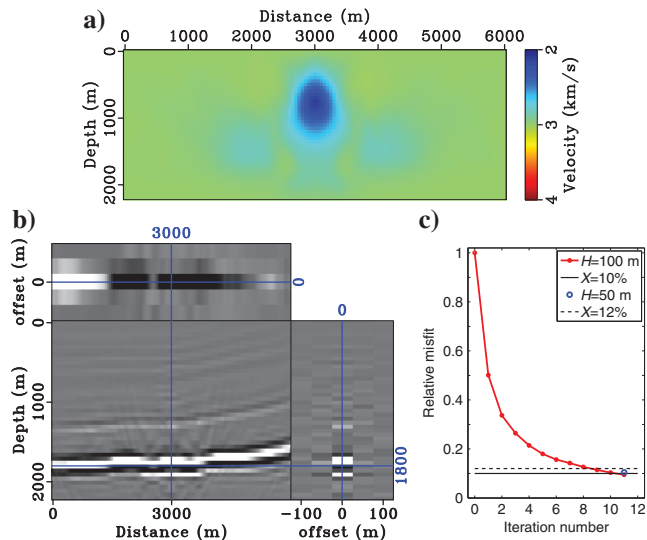 a)
Distance (m)
0 1000 2000 3000 4000 5000 6000
Depth (m)
0 1000 2000
2 3 4
Velocity (km/s)
b)
3000
offset (m)
0
0
0
Depth (m)
0 1000 2000
1800
0 3000
Distance (m)
-100 0 100
offset (m)
c)
H=100 m
X=10%
H=50 m
X=12%
Relative misfit
1
0.8
0.6
0.4
0.2
0
0 2 4 6 8 10 12
Iteration number